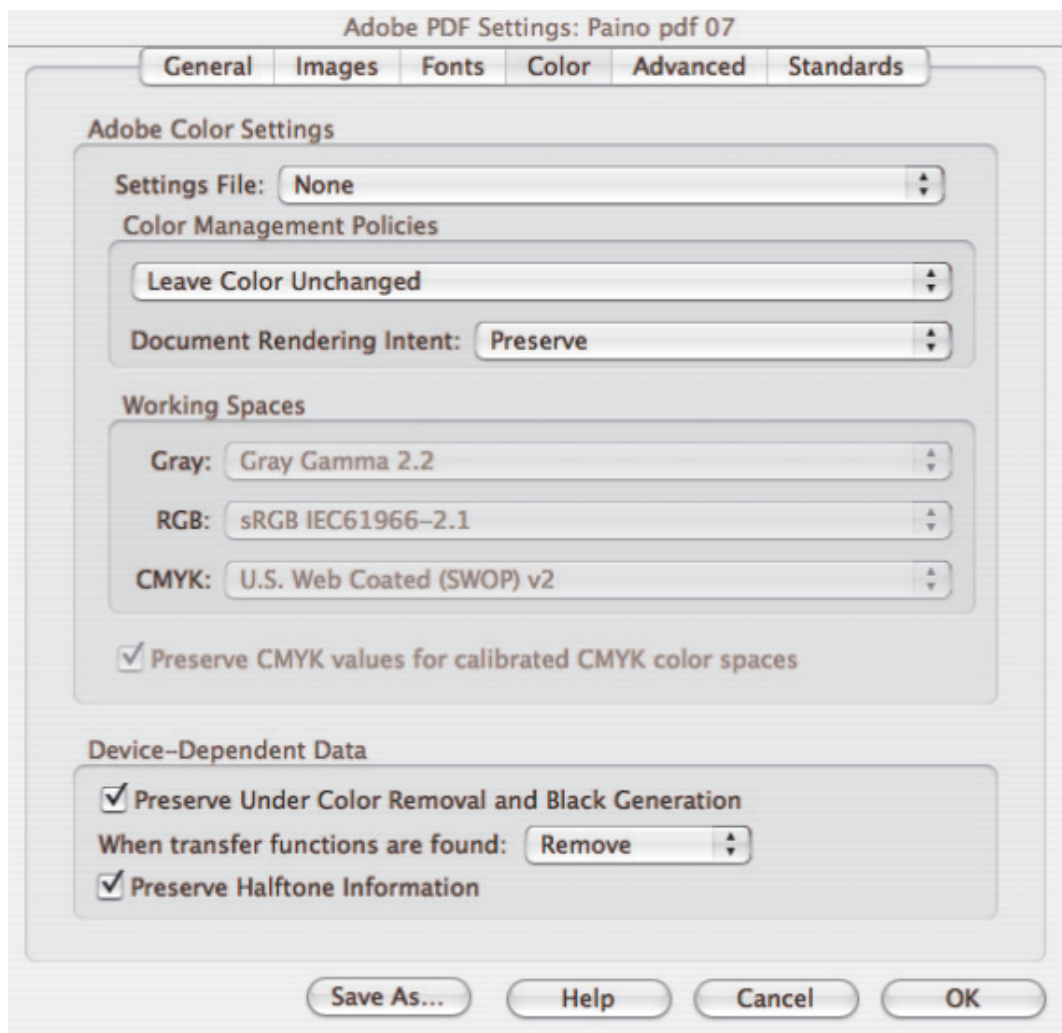 Adobe PDF Settings: Paino pdf 07
General Images Fonts Color Advanced Standards
Adobe Color Settings
Settings File: None
Color Management Policies
Leave Color Unchanged
Document Rendering Intent: Preserve
Working Spaces
Gray: Gray Gamma 2.2
RGB: sRGB IEC61966–2.1
CMYK: U.S. Web Coated (SWOP) v2
Preserve CMYK values for calibrated CMYK color spaces
Device–Dependent Data
Preserve Under Color Removal and Black Generation
When transfer functions are found: Remove
Preserve Halftone Information
Save As... Help Cancel OK